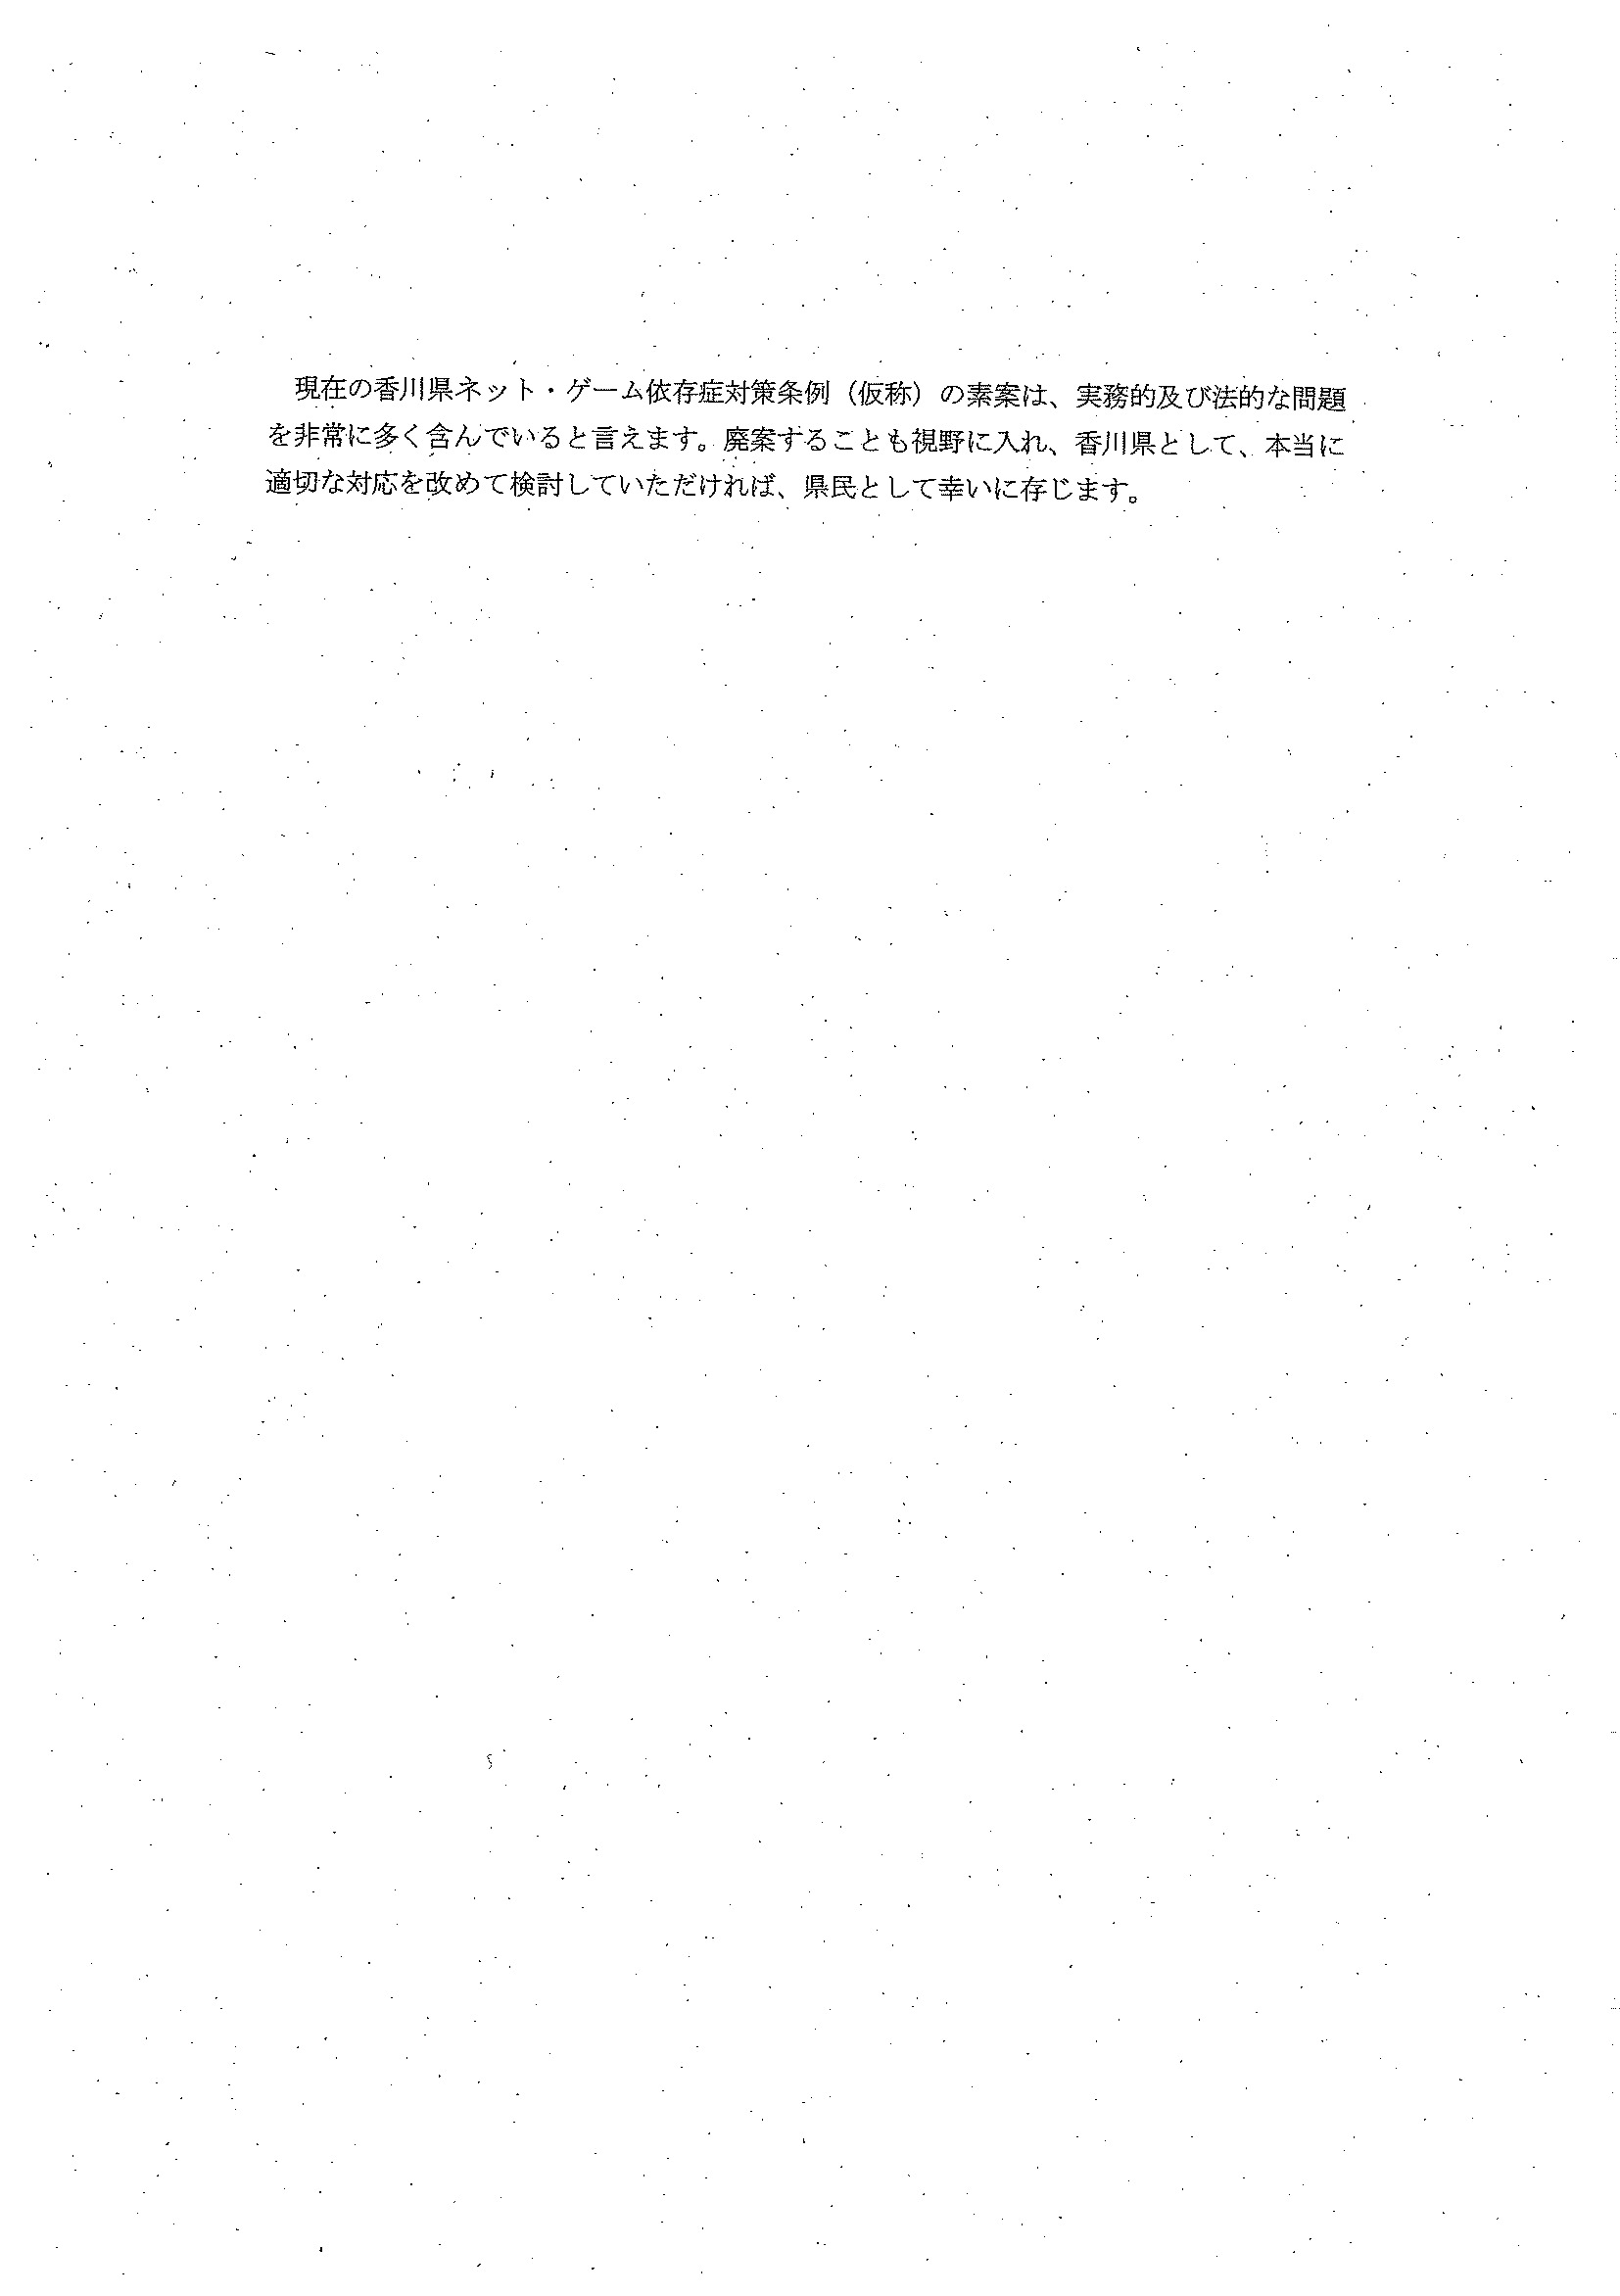 現在の香川県ネット・ゲーム依存症対策条例（仮称）の素案は、実務的及び法的な問題
を非常に多く含んでいると言えます。廃案することも視野に入れ、香川県として、本当に
適切な対応を改めて検討していただければ、県民として幸いに存じます。